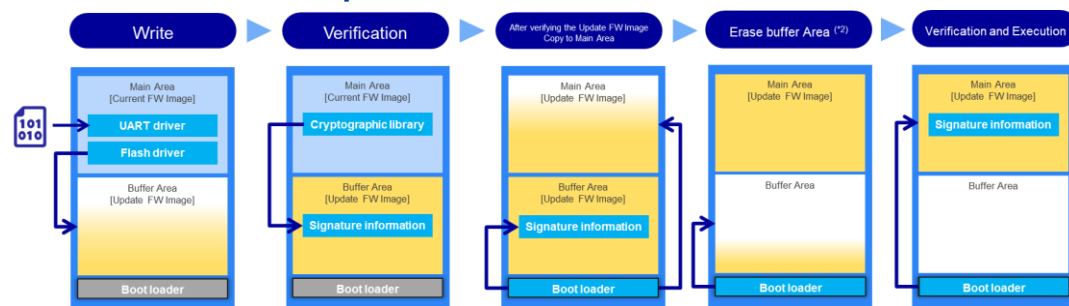 Write
Verification
After verifying the Update FW Image
Copy to Main Area
Erase buffer Area (*2)
Verification and Execution
Main Area
[Current FW Image]
101
010
UART driver
Flash driver
Buffer Area
[Update FW Image]
Boot loader
Main Area
[Current FW Image]
Cryptographic library
Buffer Area
[Update FW Image]
Signature information
Boot loader
Main Area
[Update FW Image]
Buffer Area
[Update FW Image]
Signature information
Boot loader
Main Area
[Update FW Image]
Buffer Area
Boot loader
Main Area
[Update FW Image]
Signature information
Buffer Area
Boot loader